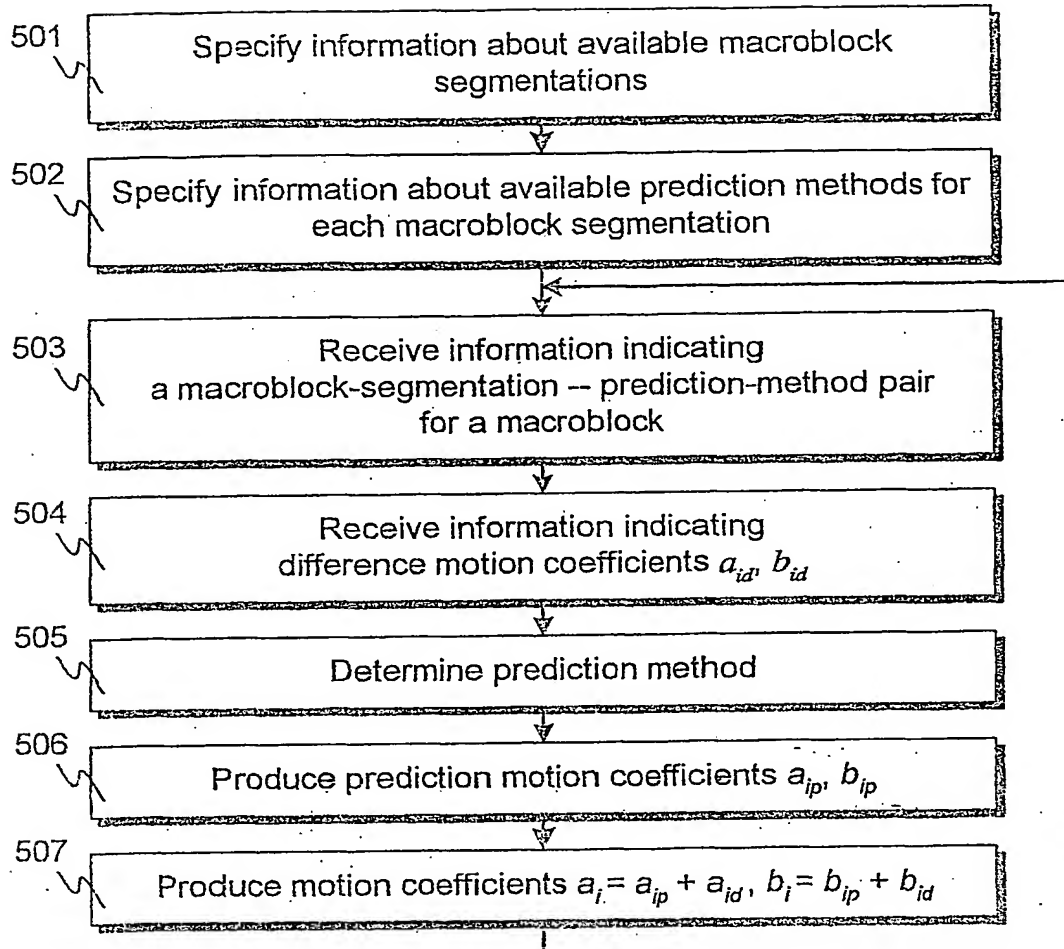 501
Specify information about available macroblock
segmentations
502
Specify information about available prediction methods for
each macroblock segmentation
503
Receive information indicating
a macroblock-segmentation -- prediction-method pair
for a macroblock
504
Receive information indicating
difference motion coefficients a_id, b_id
505
Determine prediction method
506
Produce prediction motion coefficients a_ip, b_ip
507
Produce motion coefficients a_i = a_ip + a_id, b_i = b_ip + b_id